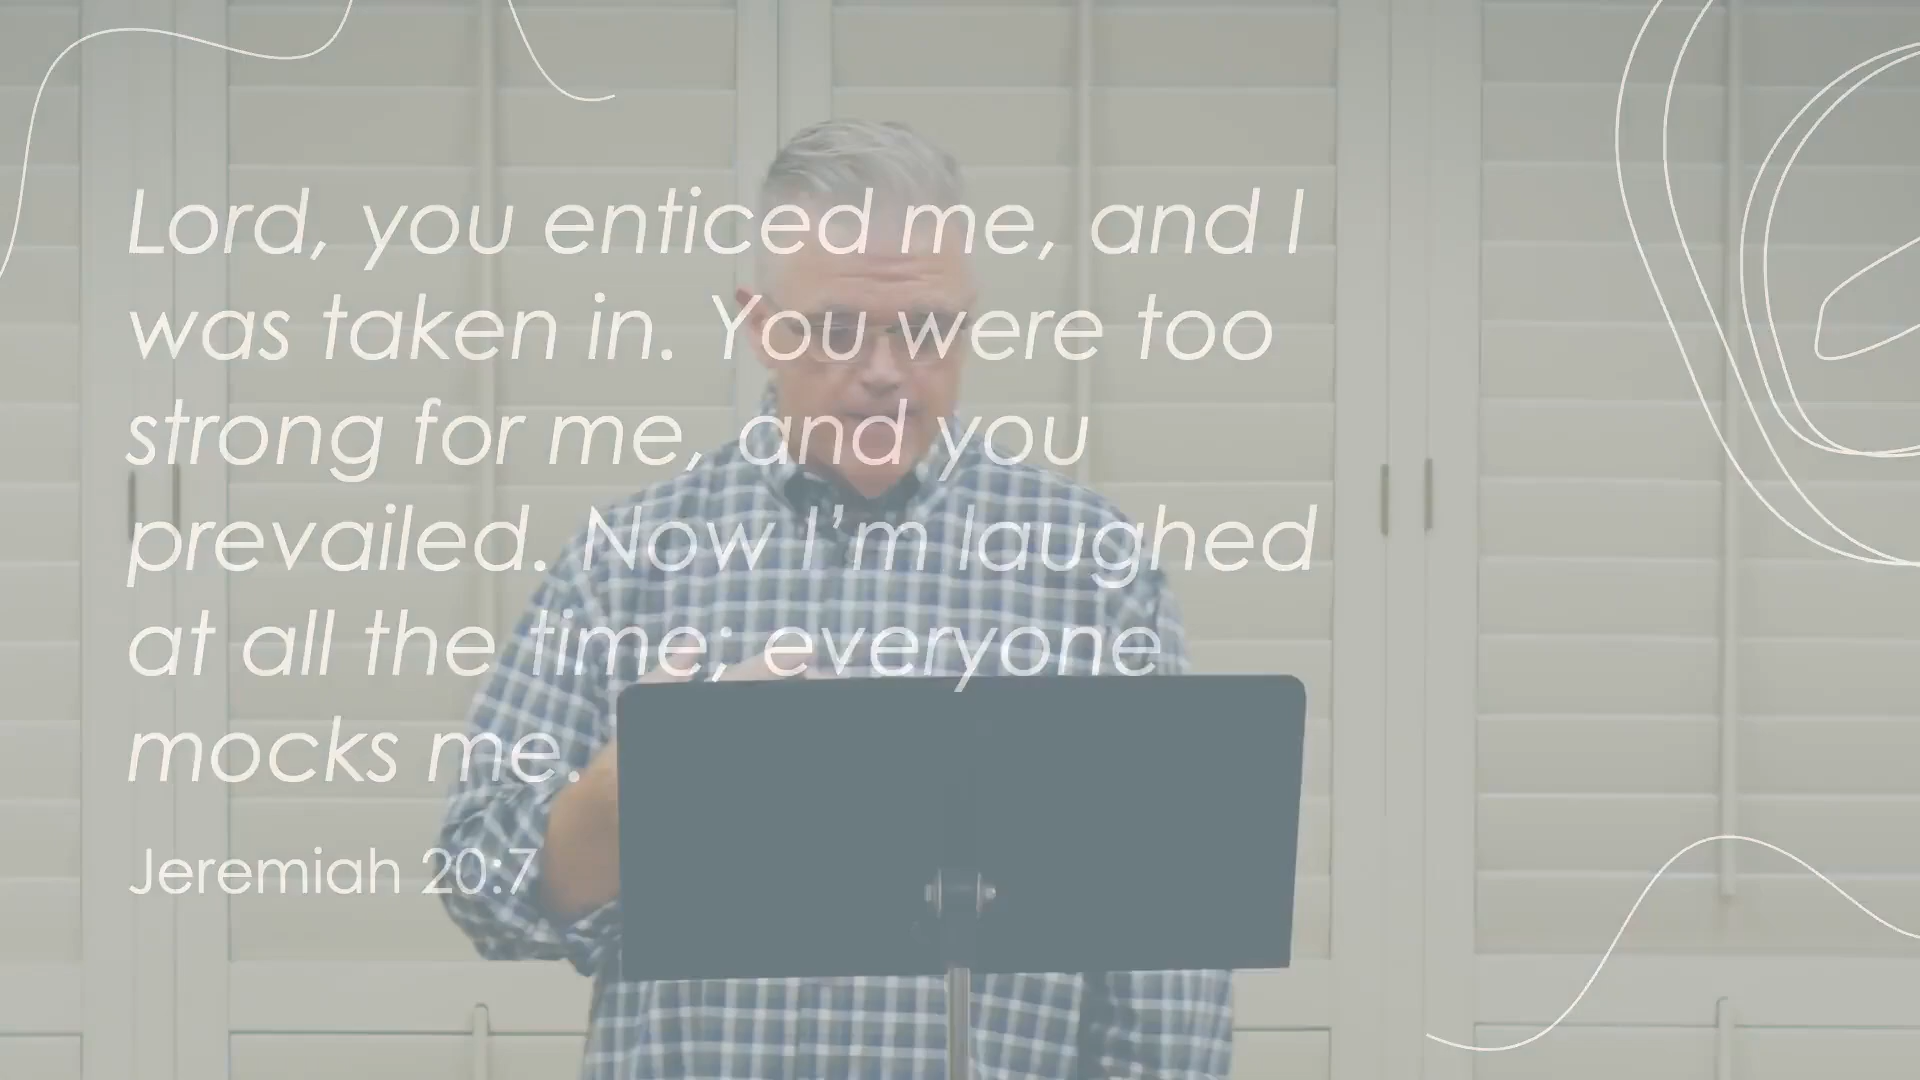 Lord, you enticed me, and I
was taken in. You were too
strong for me, and you
prevailed. Now I’m laughed
at all the time; everyone
mocks me.
Jeremiah 20:7